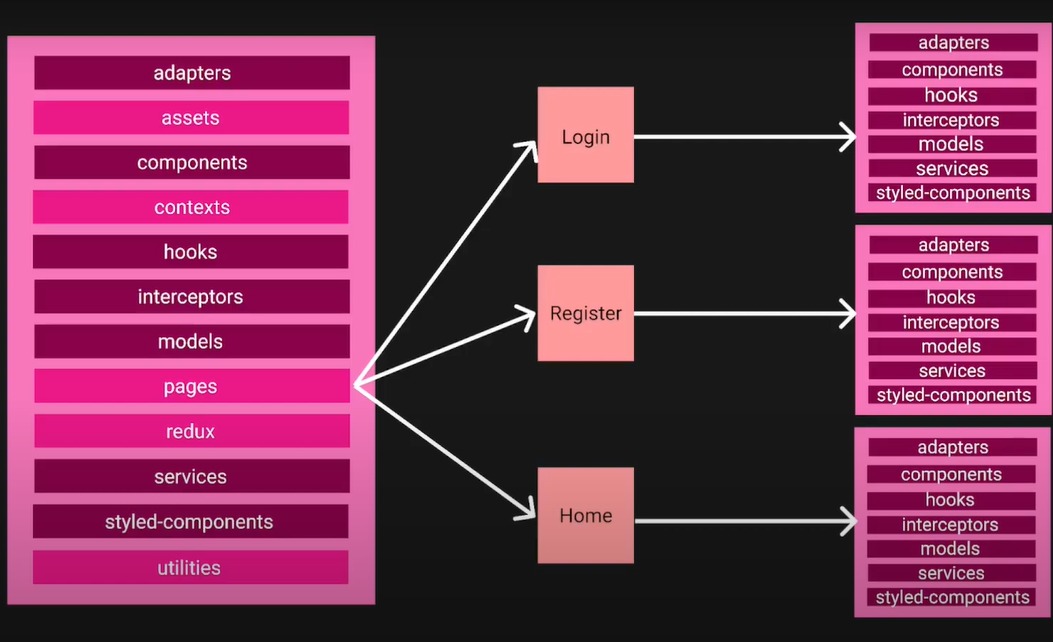 adapters
assets
components
contexts
hooks
interceptors
models
pages
redux
services
styled-components
utilities
Login
Register
Home
adapters
components
hooks
interceptors
models
services
styled-components
adapters
components
hooks
interceptors
models
services
styled-components
adapters
components
hooks
interceptors
models
services
styled-components